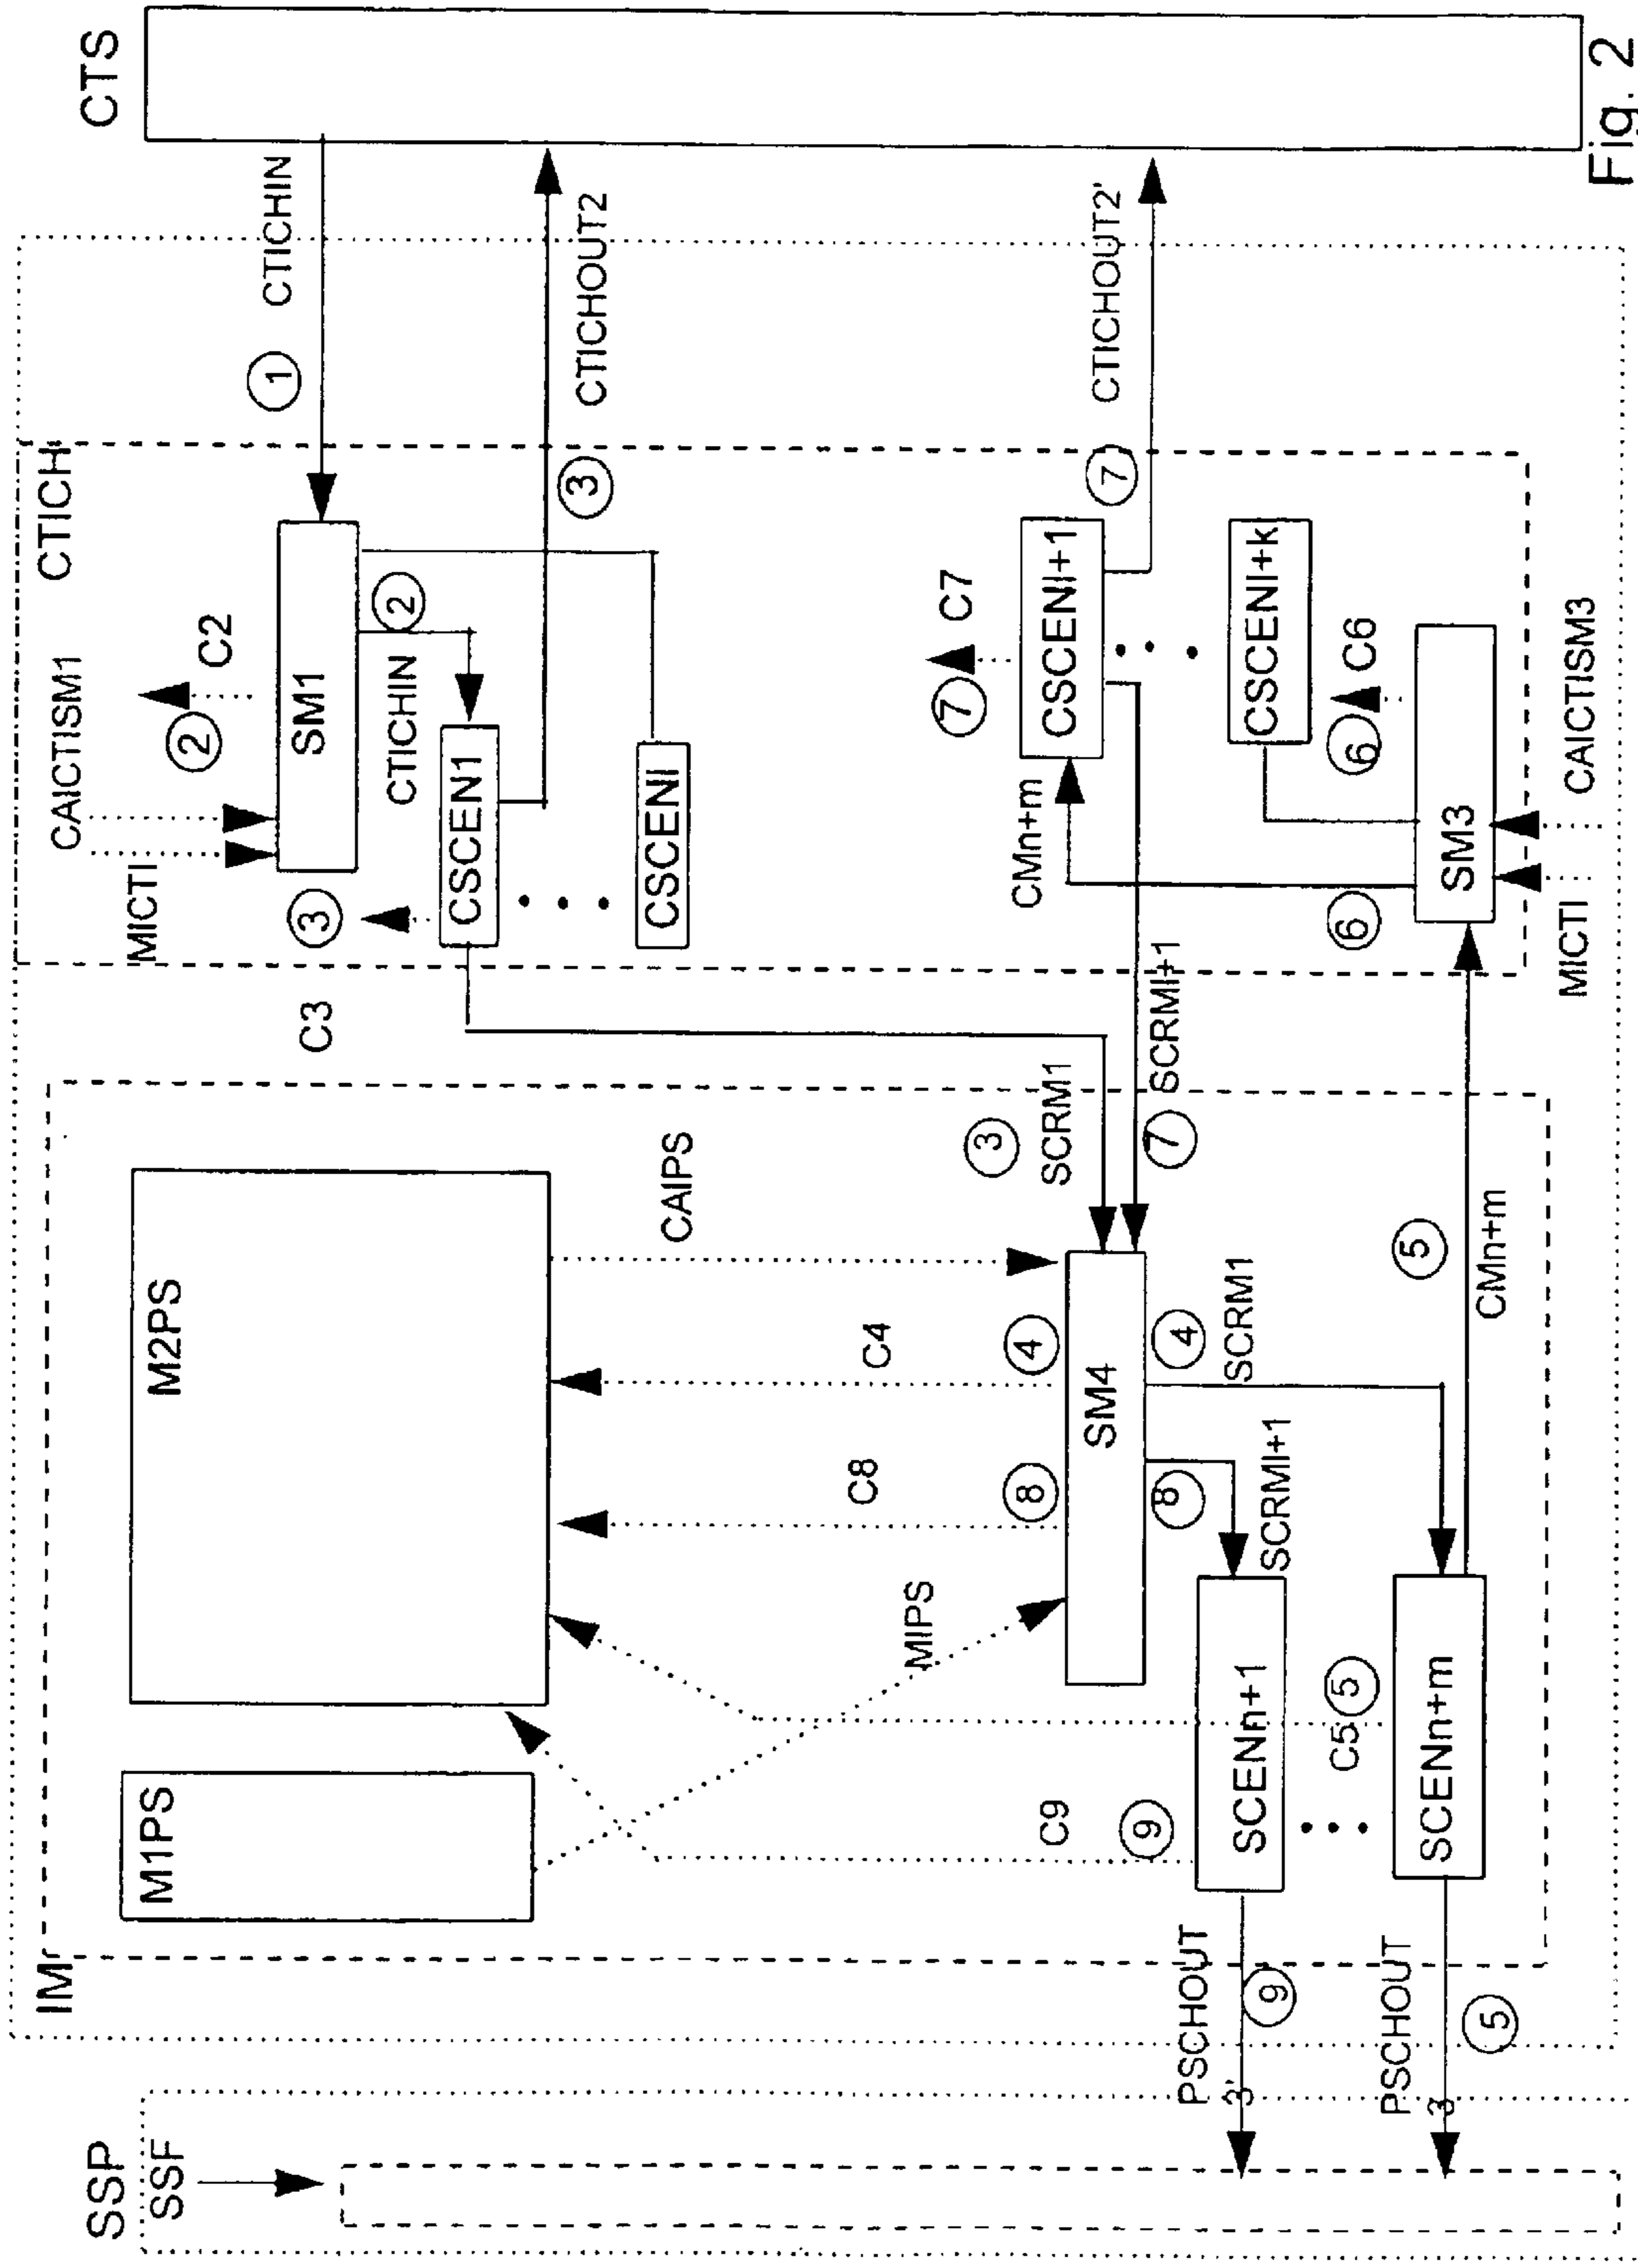 SSP
SSF
IM
M1PS
M2PS
CTICH
CTS
CAICTISM1
MICTI
C2
2
SM1
1
CTICHIN
2
CTICHIN
3
C3
CSCEN1
CSCENI
3
CTICHOUT2
CAIPS
C4
C8
MIPS
4
8
SM4
3
SCRM1
7
SCRMI+1
4
SCRM1
8
SCRMI+1
C9
9
SCENn+1
C5
5
SCENn+m
PSCHOUT
3'
9
PSCHOUT
3
5
5
CMn+m
C7
7
CSCENI+1
7
CTICHOUT2'
CMn+m
CSCENI+k
C6
6
6
SM3
MICTI
CAICTISM3
Fig. 2